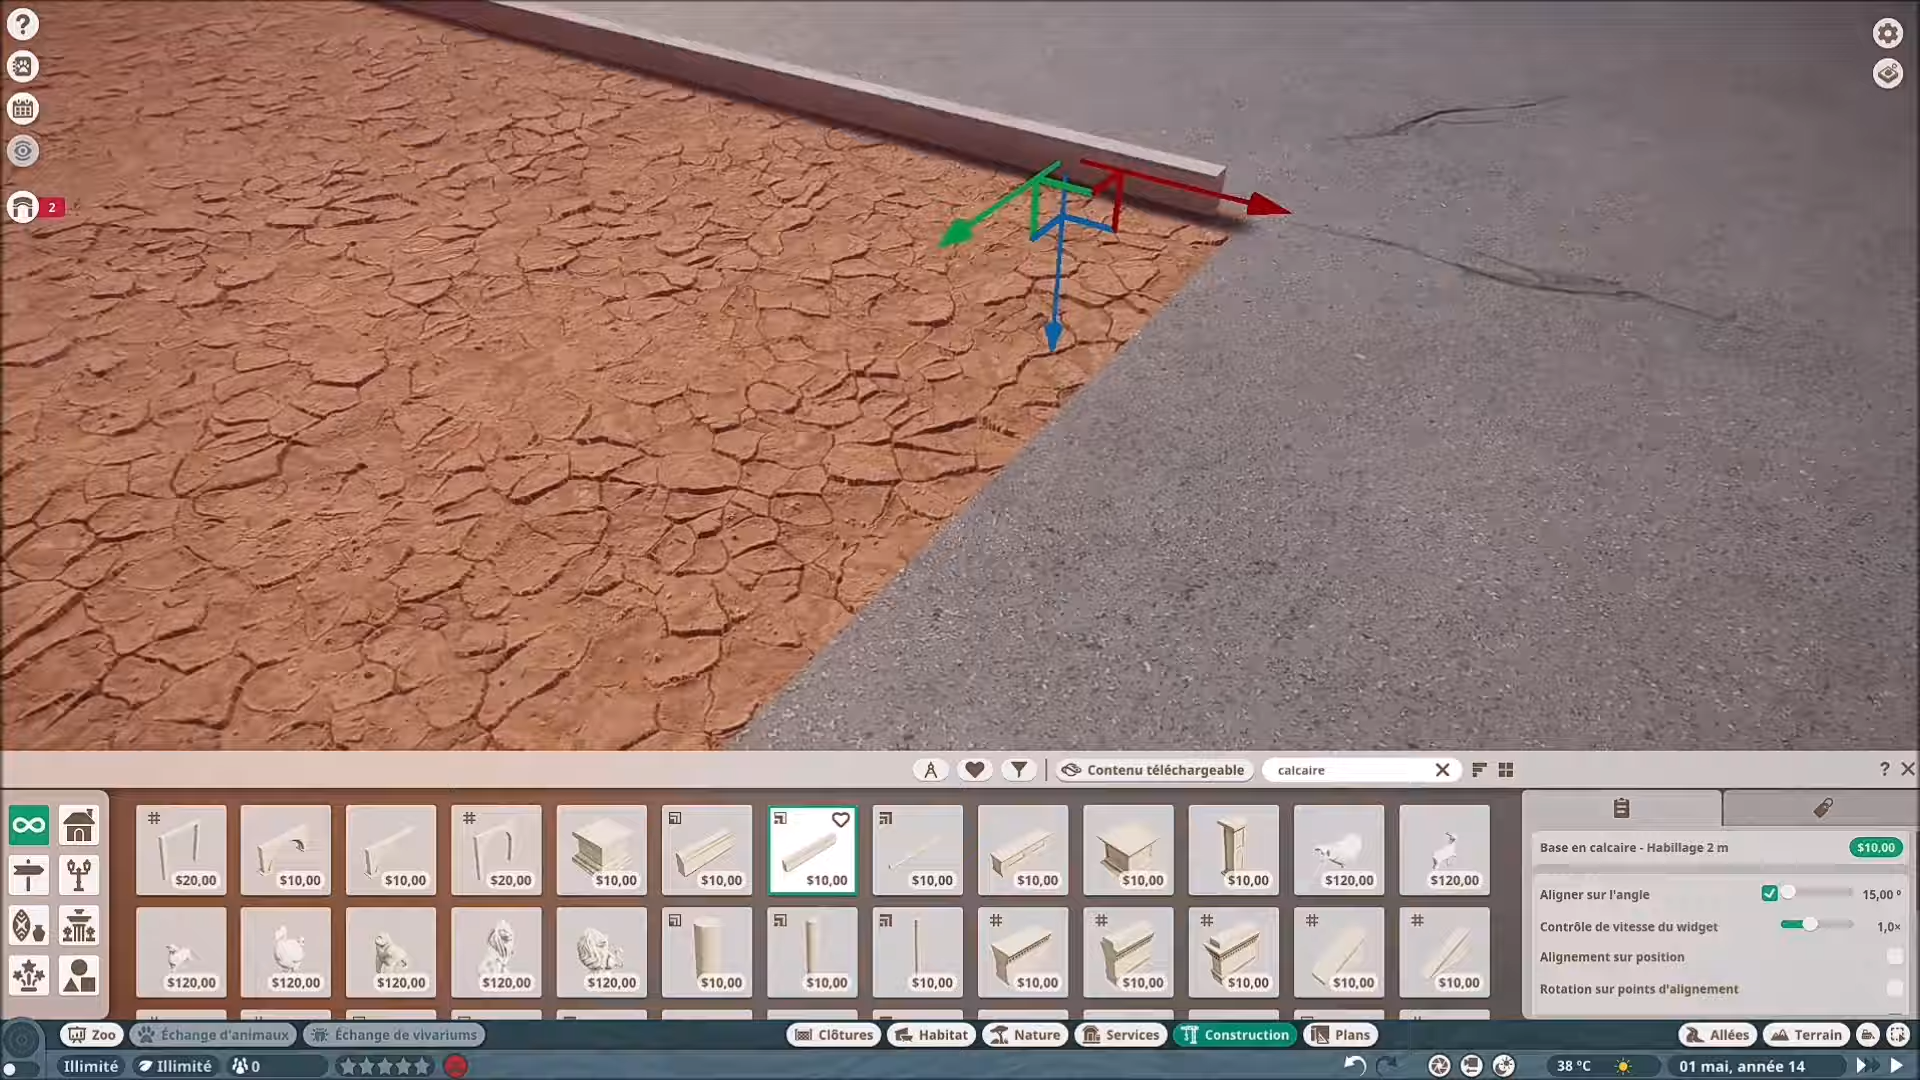 2
Contenu téléchargeable
calcaire
?
$20,00
$10,00
$10,00
$20,00
$10,00
$10,00
$10,00
$10,00
$10,00
$10,00
$10,00
$120,00
$120,00
$120,00
$120,00
$120,00
$120,00
$120,00
$10,00
$10,00
$10,00
$10,00
$10,00
$10,00
$10,00
$10,00
Base en calcaire - Habillage 2 m
$10,00
Aligner sur l'angle
15,00 °
Contrôle de vitesse du widget
1,0×
Alignement sur position
Rotation sur points d'alignement
Zoo
Échange d'animaux
Échange de vivariums
Clôtures
Habitat
Nature
Services
Construction
Plans
Allées
Terrain
Illimité
Illimité
0
38 °C
01 mai, année 14